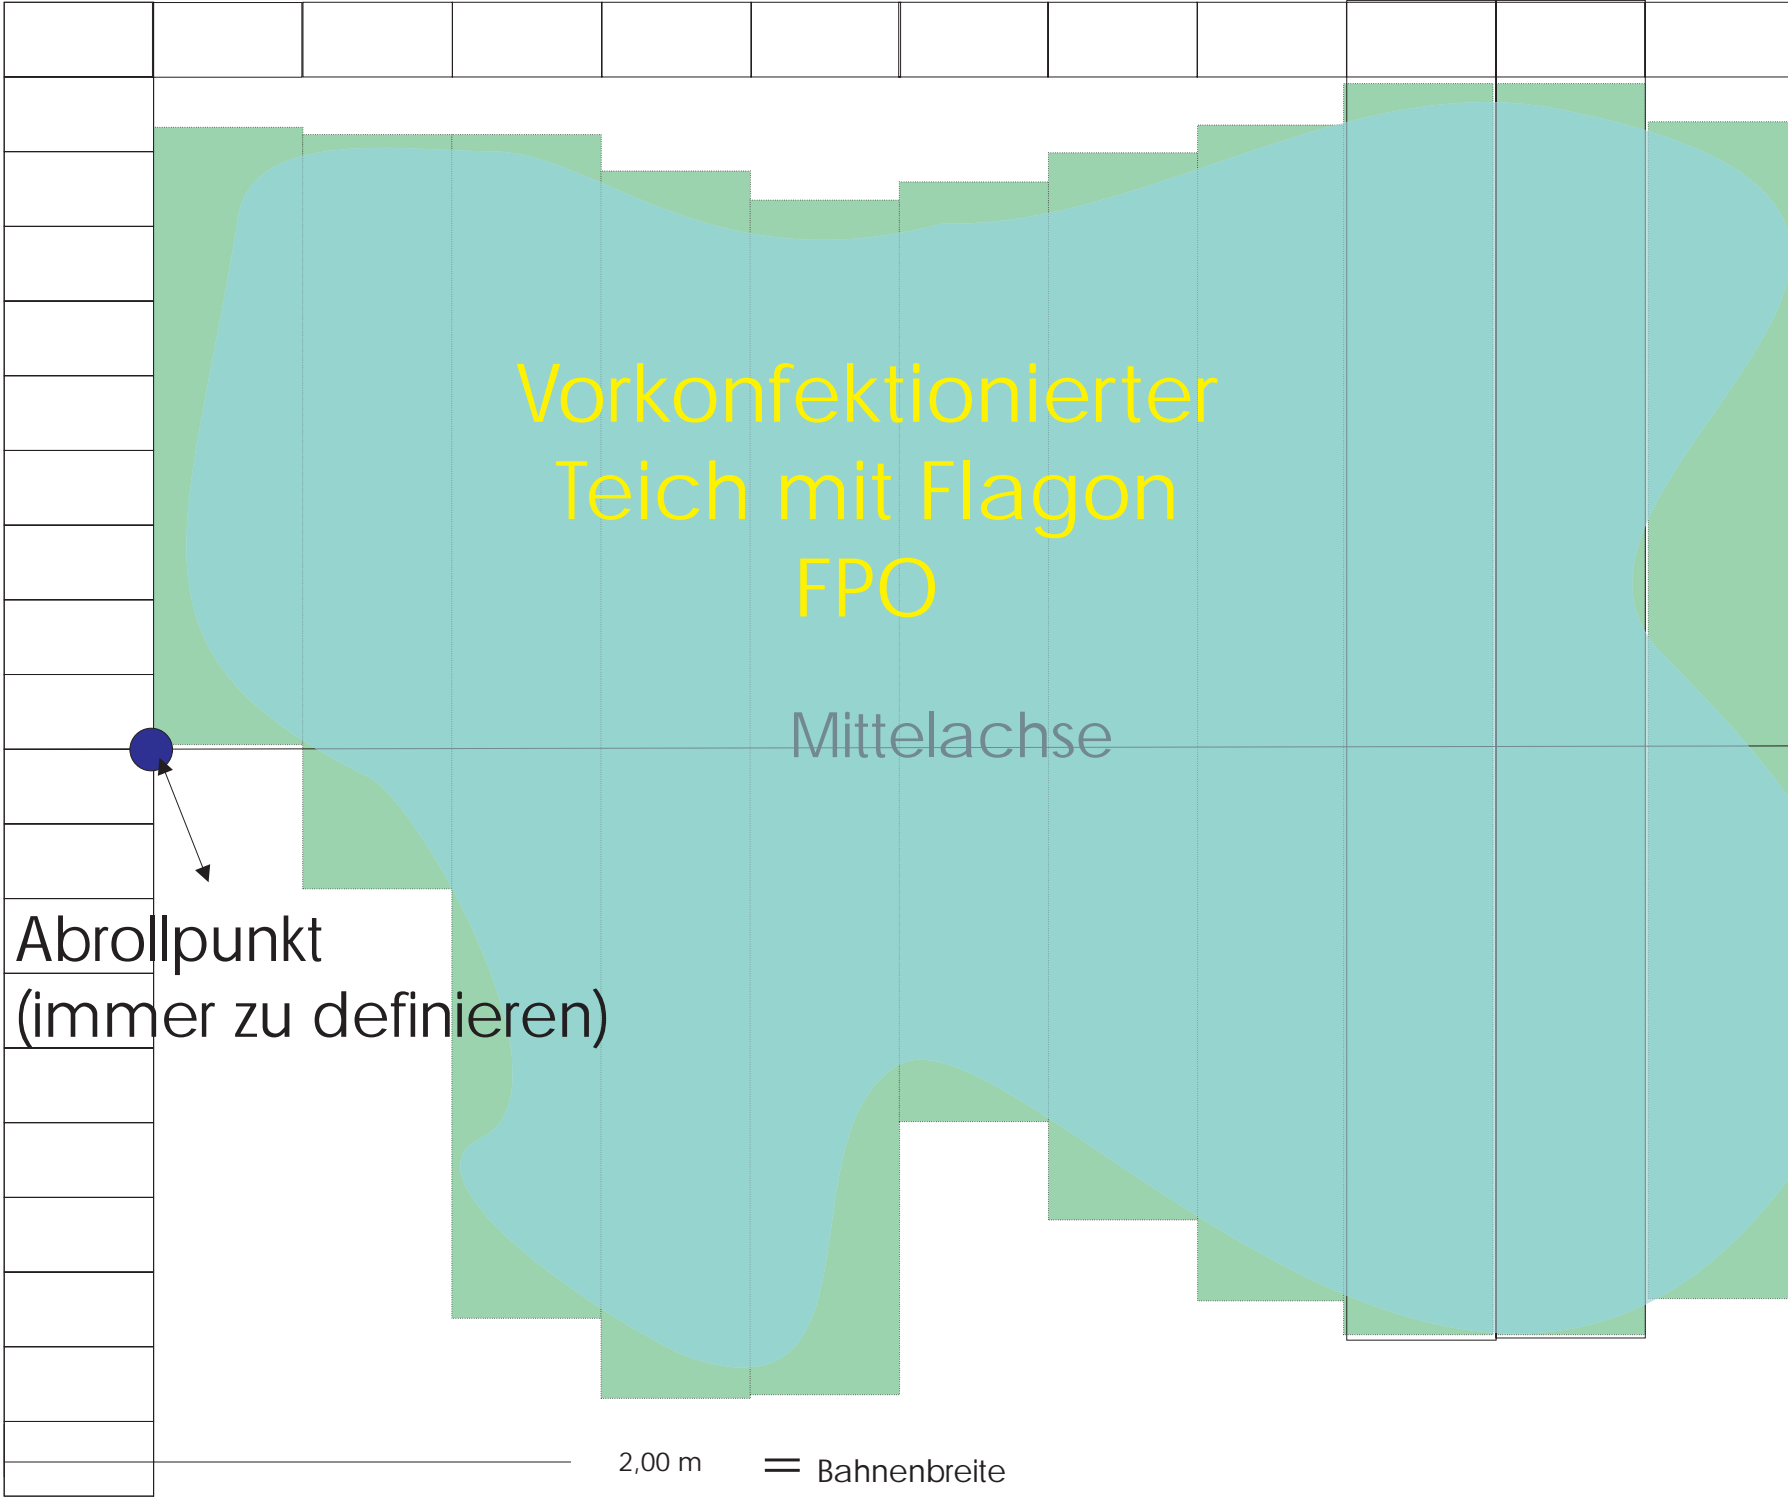 Vorkonfektionierter
Teich mit Flagon
FPO
Mittelachse
Abrollpunkt
(immer zu definieren)
2,00 m = Bahnenbreite